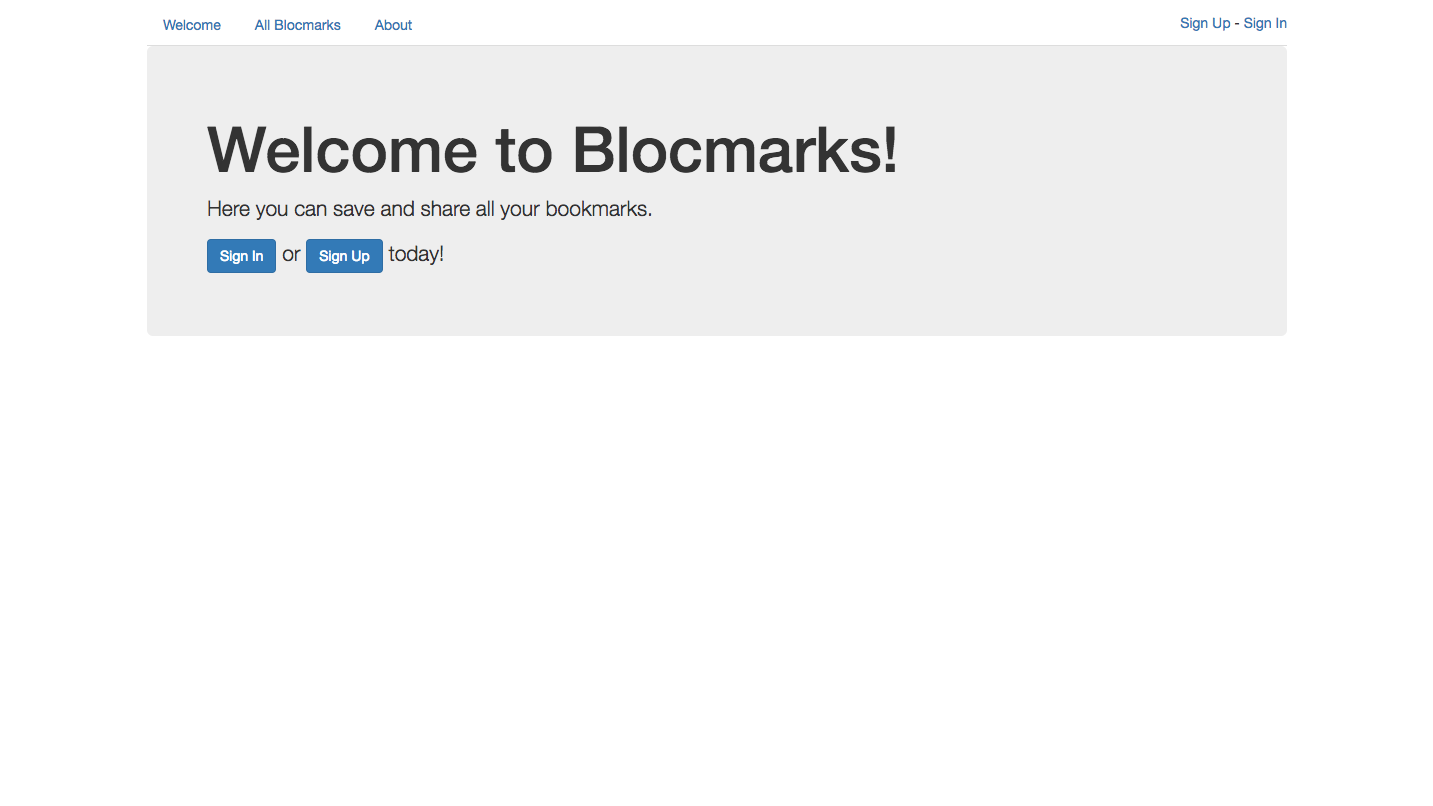 Welcome All Blocmarks About Sign Up - Sign In
Welcome to Blocmarks!
Here you can save and share all your bookmarks.
Sign In or Sign Up today!